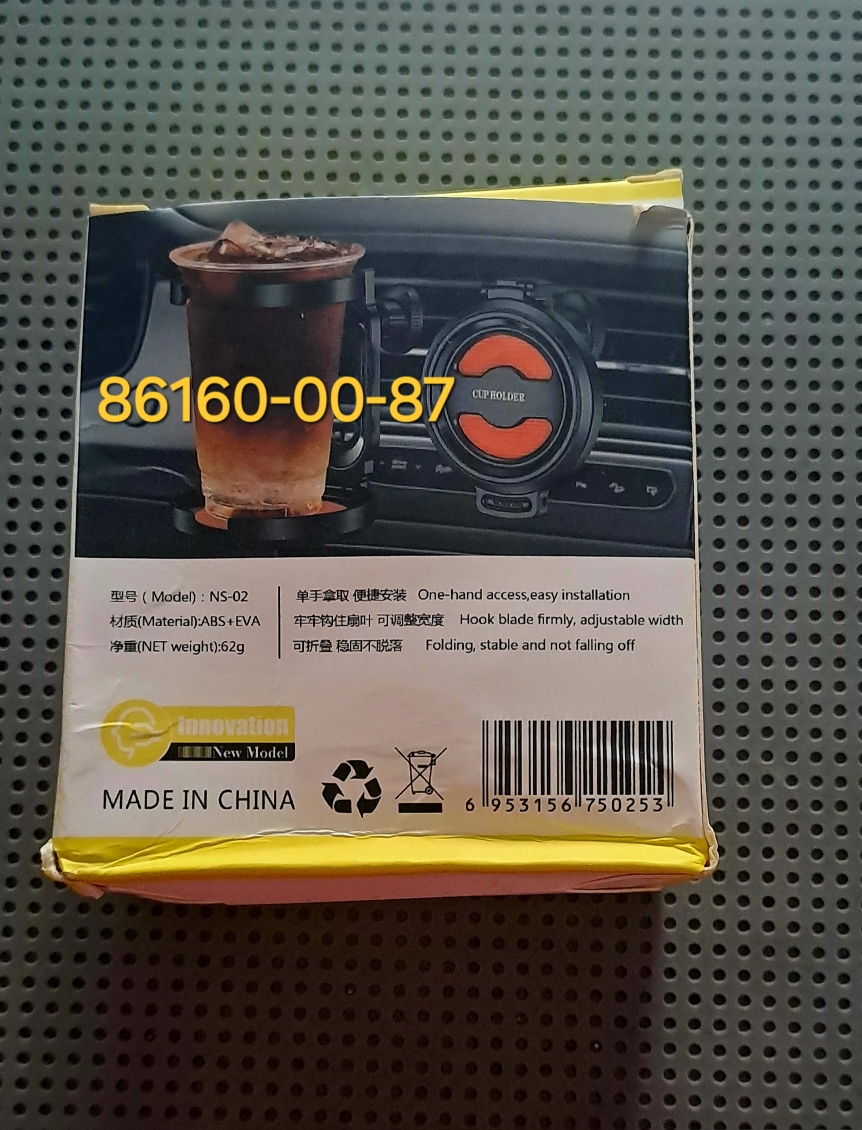 86160-00-87
CUP HOLDER
型号 ( Model) : NS-02
材质(Material):ABS+EVA
净重(NET weight):62g
单手拿取 便捷安装 One-hand access,easy installation
牢牢钩住扇叶 可调整宽度 Hook blade firmly, adjustable width
可折叠 稳固不脱落 Folding, stable and not falling off
Innovation
New Model
MADE IN CHINA
6 953156 750253